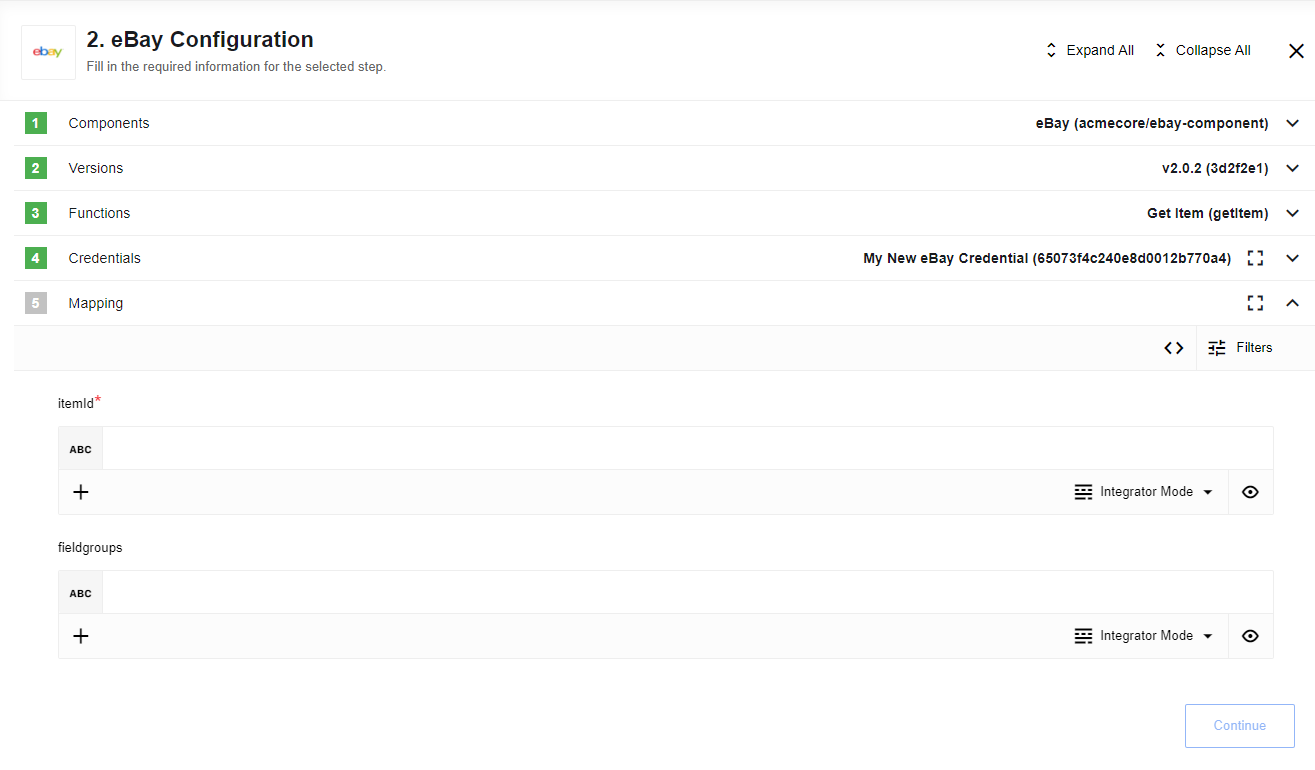 ebay
2. eBay Configuration
Fill in the required information for the selected step.
Expand All
Collapse All
1 Components eBay (acmecore/ebay-component)
2 Versions v2.0.2 (3d2f2e1)
3 Functions Get Item (getItem)
4 Credentials My New eBay Credential (65073f4c240e8d0012b770a4)
5 Mapping
Filters
itemId*
ABC
Integrator Mode
fieldgroups
ABC
Integrator Mode
Continue